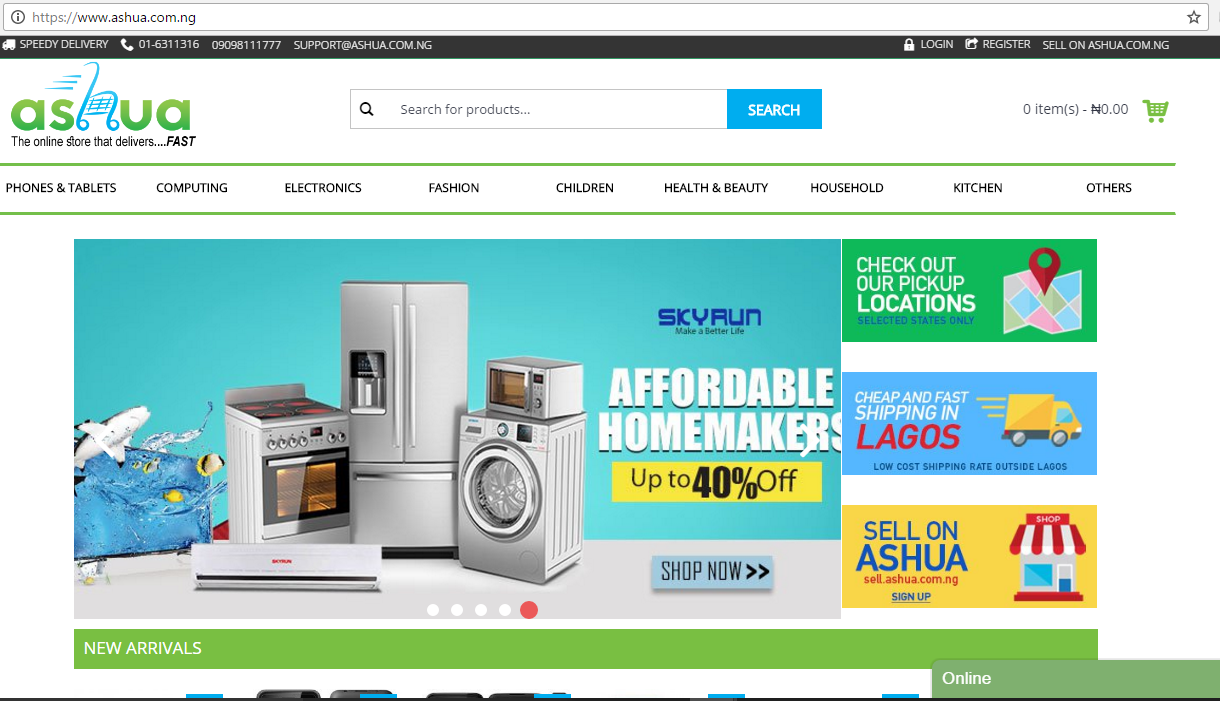 https://www.ashua.com.ng
SPEEDY DELIVERY 01-6311316 09098111777 SUPPORT@ASHUA.COM.NG LOGIN REGISTER SELL ON ASHUA.COM.NG
ashua
The online store that delivers....FAST
Search for products...
SEARCH
0 item(s) - ₦0.00
PHONES & TABLETS COMPUTING ELECTRONICS FASHION CHILDREN HEALTH & BEAUTY HOUSEHOLD KITCHEN OTHERS
SKYRUN
Make a Better Life
AFFORDABLE
HOMEMAKERS
Up to 40% Off
SHOP NOW >>
SKYRUN
CHECK OUT
OUR PICKUP
LOCATIONS
SELECTED STATES ONLY
CHEAP AND FAST
SHIPPING IN
LAGOS
LOW COST SHIPPING RATE OUTSIDE LAGOS
SELL ON
ASHUA
sell.ashua.com.ng
SIGN UP
SHOP
NEW ARRIVALS
Online